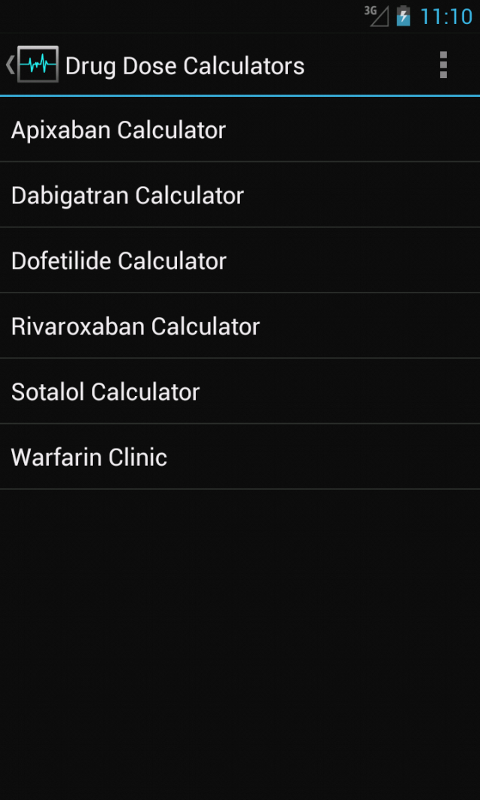 3G 11:10
Drug Dose Calculators
Apixaban Calculator
Dabigatran Calculator
Dofetilide Calculator
Rivaroxaban Calculator
Sotalol Calculator
Warfarin Clinic